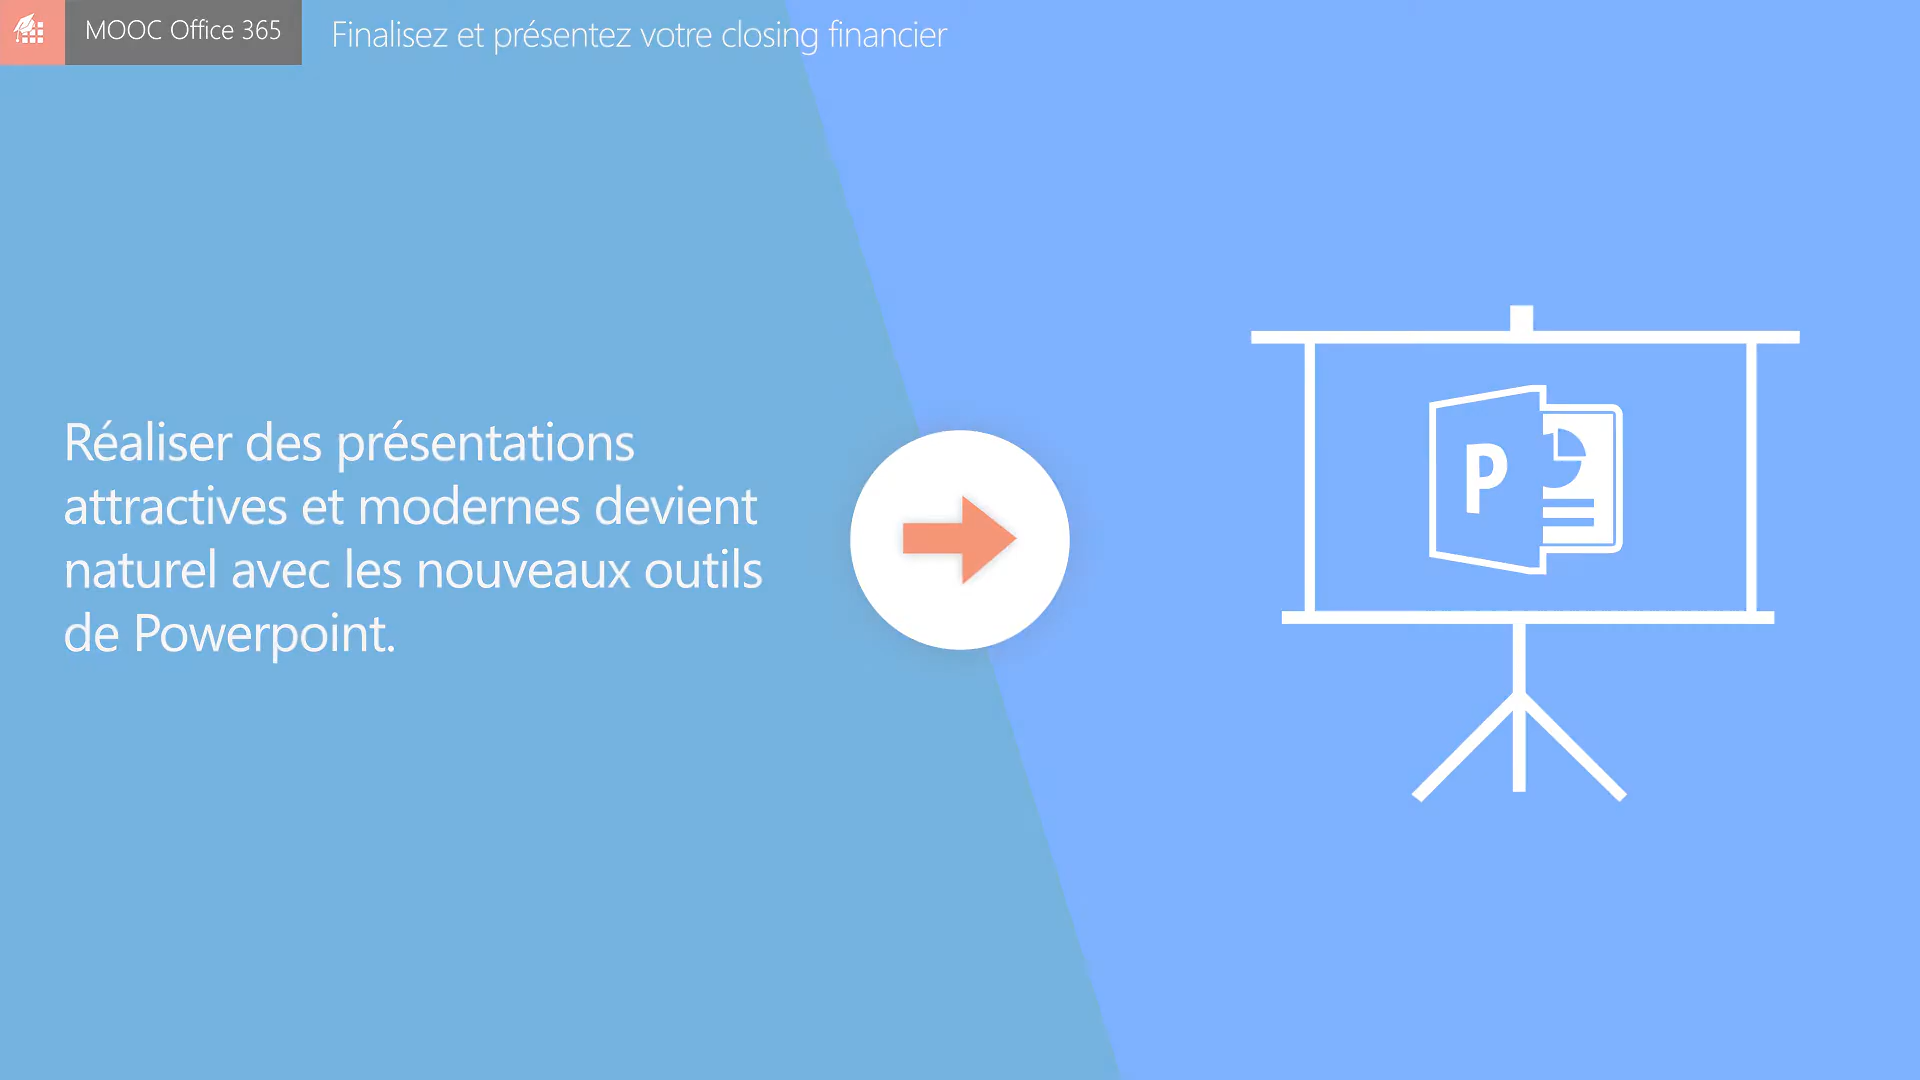 MOOC Office 365
Finalisez et présentez votre closing financier
Réaliser des présentations
attractives et modernes devient
naturel avec les nouveaux outils
de Powerpoint.
P